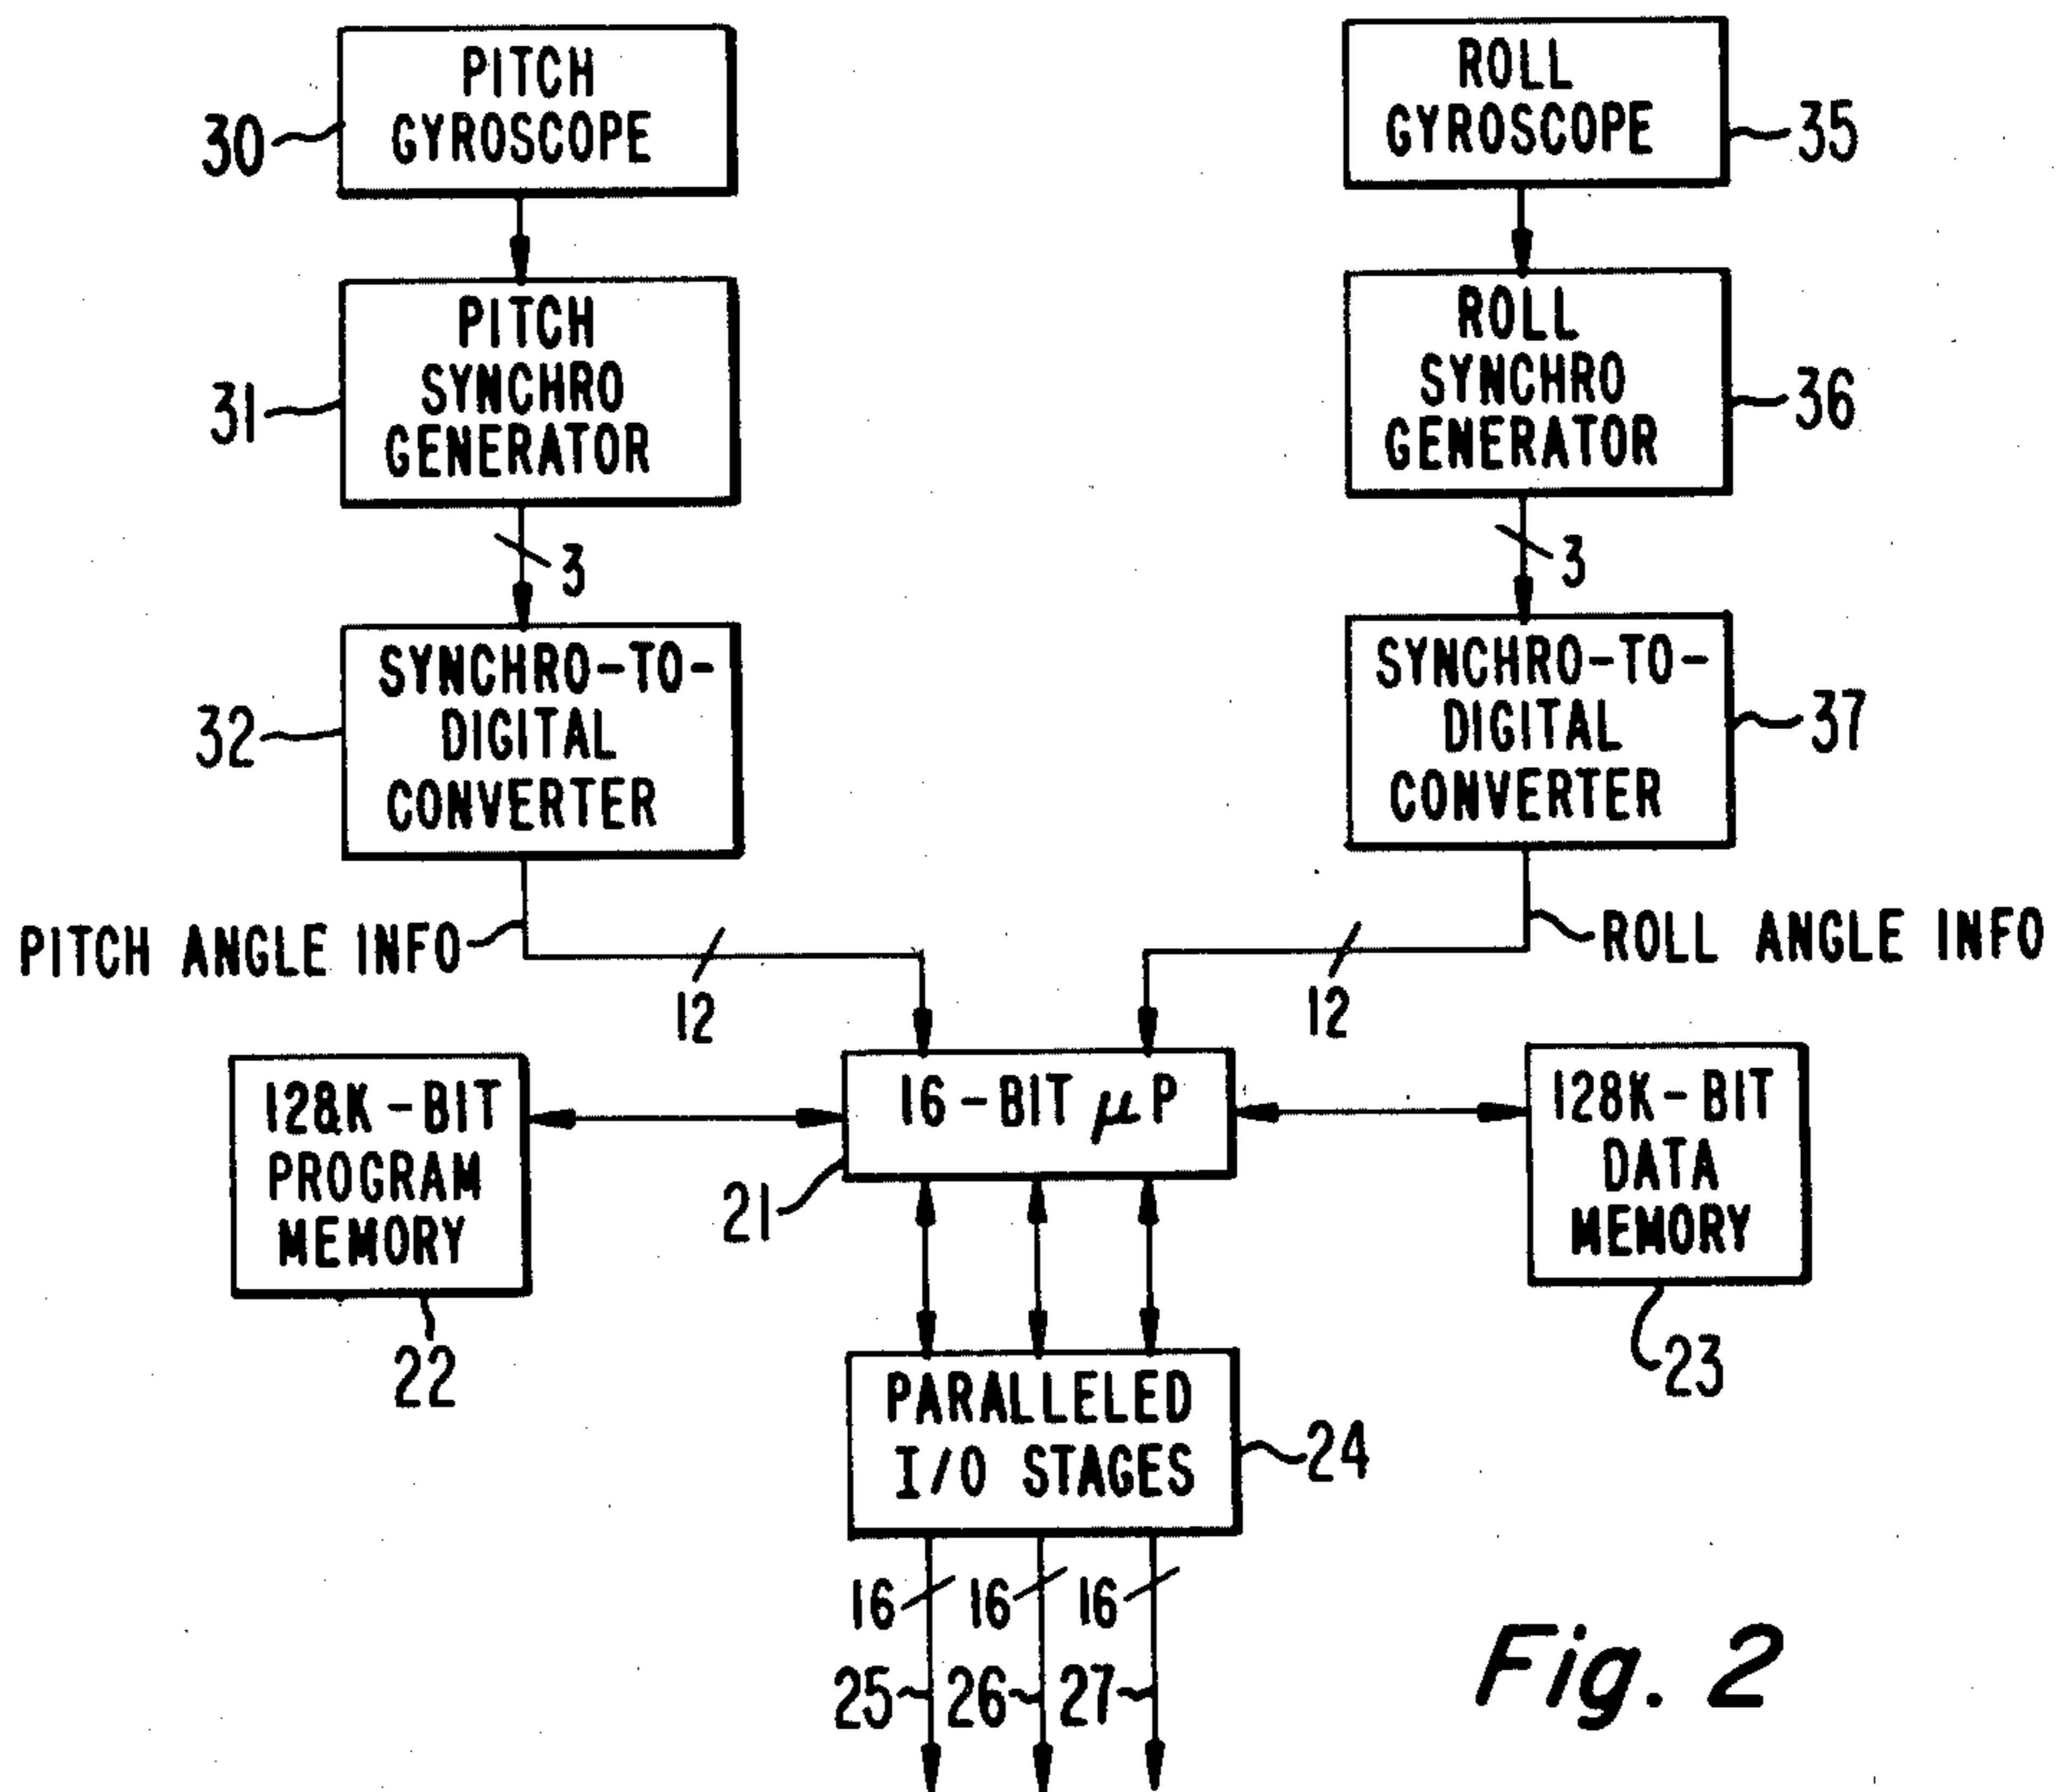 PITCH
GYROSCOPE
30
ROLL
GYROSCOPE
35
PITCH
SYNCHRO
GENERATOR
31
ROLL
SYNCHRO
GENERATOR
36
3
3
SYNCHRO-TO-
DIGITAL
CONVERTER
32
SYNCHRO-TO-
DIGITAL
CONVERTER
37
PITCH ANGLE INFO
12
12
ROLL ANGLE INFO
128K-BIT
PROGRAM
MEMORY
22
16-BIT μP
21
128K-BIT
DATA
MEMORY
23
PARALLELED
I/O STAGES
24
16 16 16
25 26 27
Fig. 2